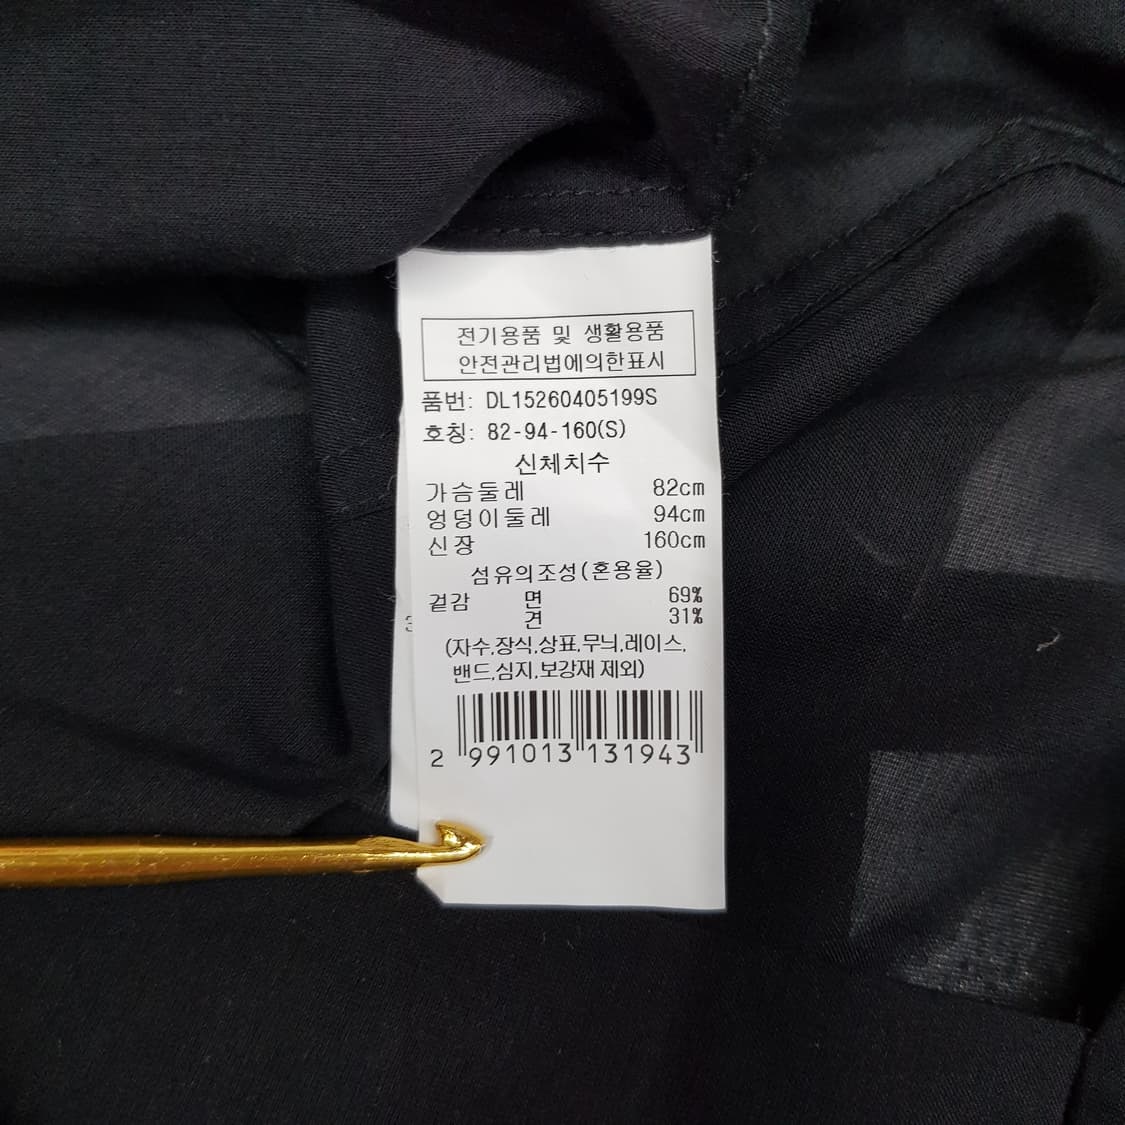 전기용품 및 생활용품
안전관리법에의한표시
품번: DL15260405199S
호칭: 82-94-160(S)
신체치수
가슴둘레 82cm
엉덩이둘레 94cm
신장 160cm
섬유의조성(혼용율)
겉감 면 69%
견 31%
(자수,장식,상표,무늬,레이스,
밴드,심지,보강재 제외)
2 991013 131943